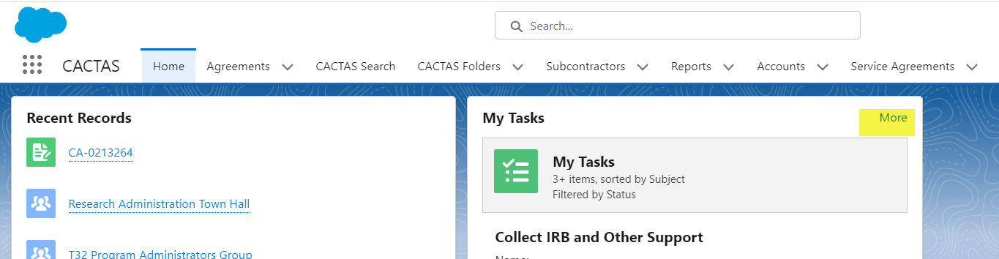 Search...
CACTAS Home Agreements CACTAS Search CACTAS Folders Subcontractors Reports Accounts Service Agreements
Recent Records
CA-0213264
Research Administration Town Hall
T32 Program Administrators Group
My Tasks More
My Tasks
3+ items, sorted by Subject
Filtered by Status
Collect IRB and Other Support
Name: